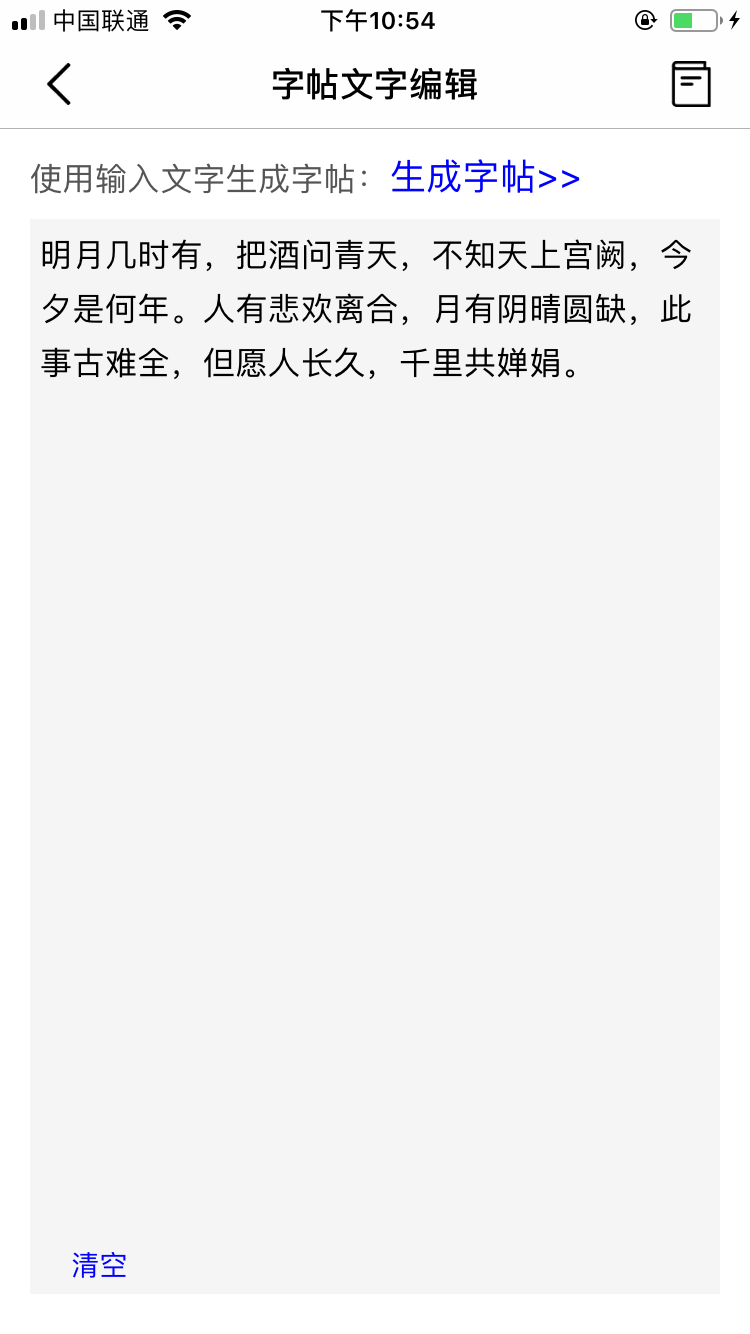 中国联通 下午10:54
字帖文字编辑
使用输入文字生成字帖：生成字帖>>
明月几时有，把酒问青天，不知天上宫阙，今
夕是何年。人有悲欢离合，月有阴晴圆缺，此
事古难全，但愿人长久，千里共婵娟。
清空